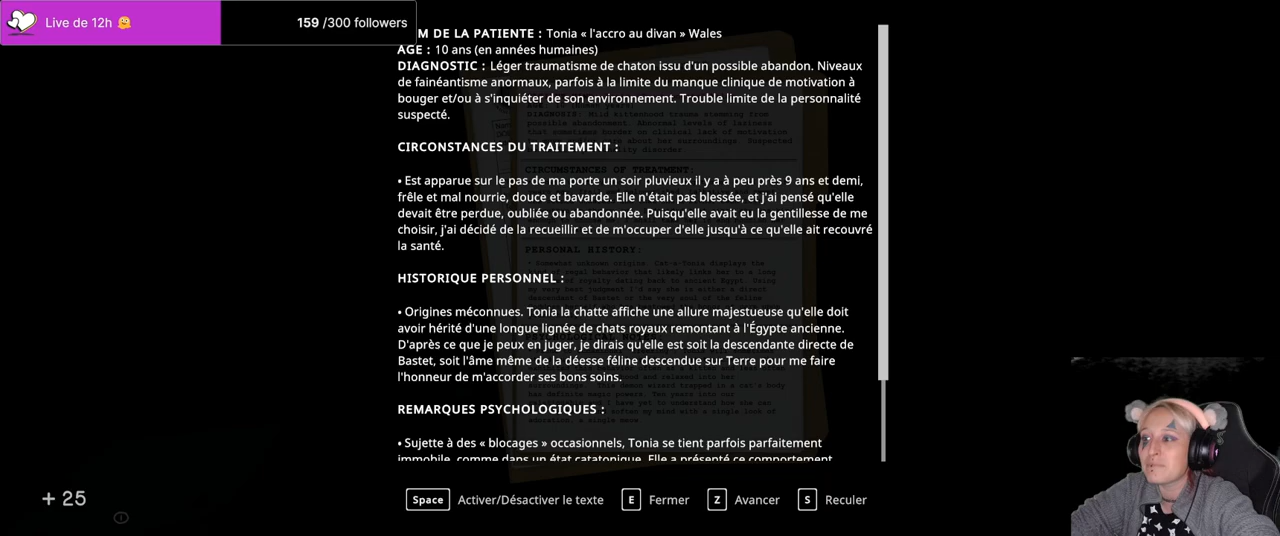 Live de 12h 🫠
159 /300 followers
M DE LA PATIENTE : Tonia « l'accro au divan » Wales
AGE : 10 ans (en années humaines)
DIAGNOSTIC : Léger traumatisme de chaton issu d'un possible abandon. Niveaux
de fainéantisme anormaux, parfois à la limite du manque clinique de motivation à
bouger et/ou à s'inquiéter de son environnement. Trouble limite de la personnalité
suspecté.
CIRCONSTANCES DU TRAITEMENT :
• Est apparue sur le pas de ma porte un soir pluvieux il y a à peu près 9 ans et demi,
frêle et mal nourrie, douce et bavarde. Elle n'était pas blessée, et j'ai pensé qu'elle
devait être perdue, oubliée ou abandonnée. Puisqu'elle avait eu la gentillesse de me
choisir, j'ai décidé de la recueillir et de m'occuper d'elle jusqu'à ce qu'elle ait recouvré
la santé.
HISTORIQUE PERSONNEL :
• Origines méconnues. Tonia la chatte affiche une allure majestueuse qu'elle doit
avoir hérité d'une longue lignée de chats royaux remontant à l'Égypte ancienne.
D'après ce que je peux en juger, je dirais qu'elle est soit la descendante directe de
Bastet, soit l'âme même de la déesse féline descendue sur Terre pour me faire
l'honneur de m'accorder ses bons soins.
REMARQUES PSYCHOLOGIQUES :
• Sujette à des « blocages » occasionnels, Tonia se tient parfois parfaitement
immobile, comme dans un état catatonique. Elle a présenté ce comportement
+ 25
Space Activer/Désactiver le texte E Fermer Z Avancer S Reculer